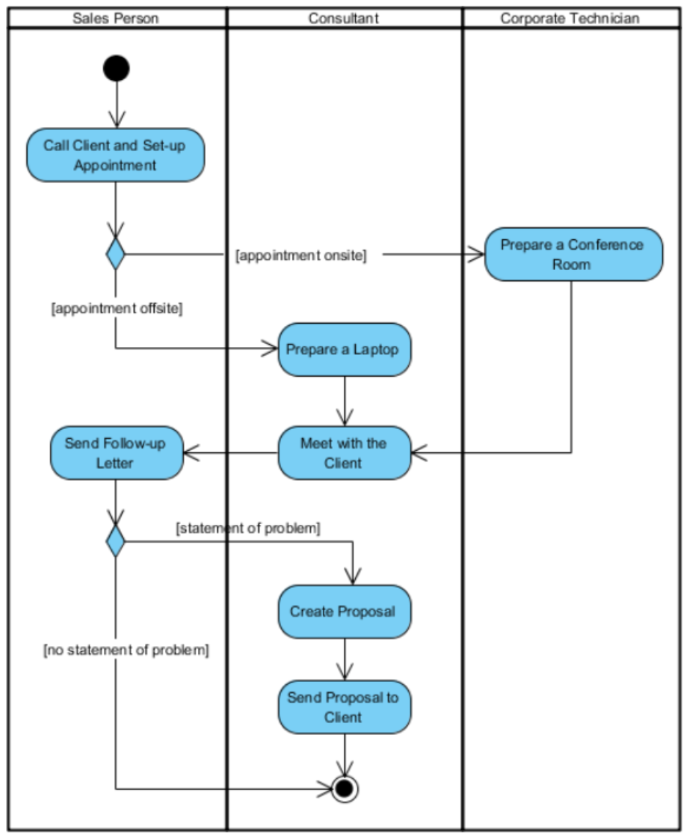 Sales Person
Consultant
Corporate Technician
Call Client and Set-up
Appointment
[appointment onsite]
Prepare a Conference
Room
[appointment offsite]
Prepare a Laptop
Send Follow-up
Letter
Meet with the
Client
[statement of problem]
Create Proposal
[no statement of problem]
Send Proposal to
Client